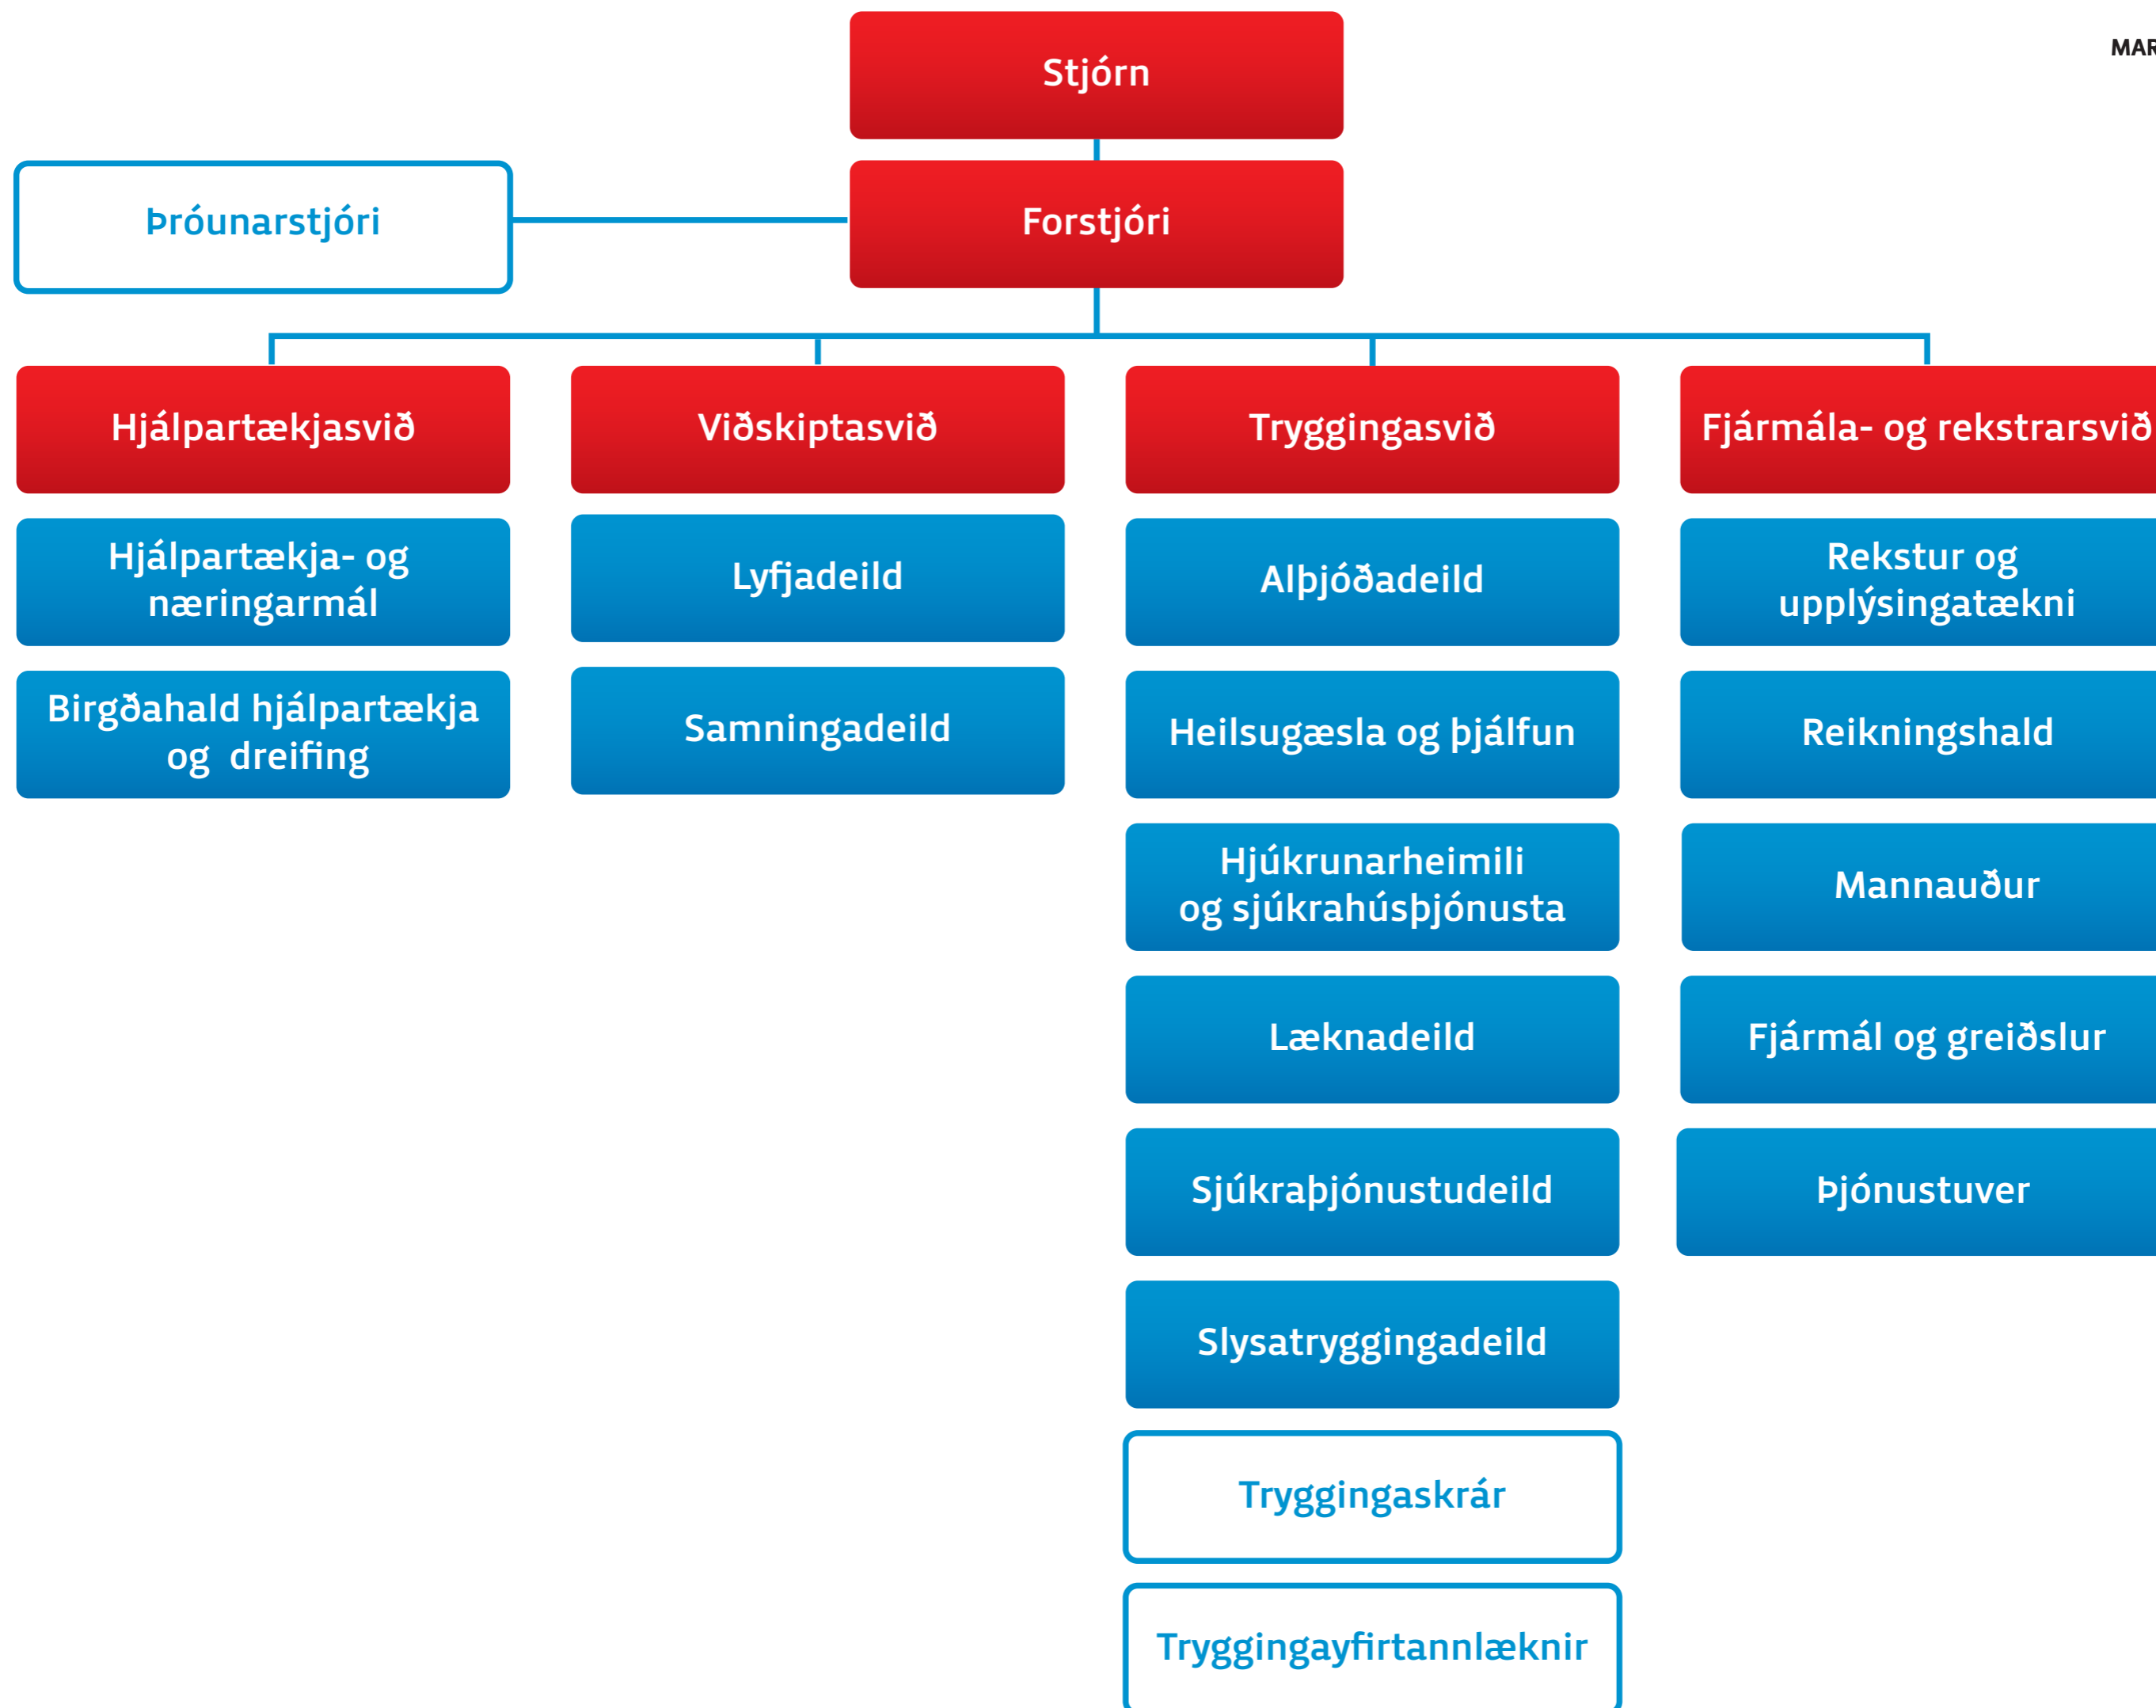 Stjórn
MAR
Þróunarstjóri
Forstjóri
Hjálpartækjasvið
Viðskiptasvið
Tryggingasvið
Fjármála- og rekstrarsvið
Hjálpartækja- og
næringarmál
Lyfjadeild
Alþjóðadeild
Rekstur og
upplýsingatækni
Birgðahald hjálpartækja
og dreifing
Samningadeild
Heilsugæsla og þjálfun
Reikningshald
Hjúkrunarheimili
og sjúkrahúsþjónusta
Mannauður
Læknadeild
Fjármál og greiðslur
Sjúkraþjónustudeild
Þjónustuver
Slysatryggingadeild
Tryggingaskrár
Tryggingayfirtannlæknir